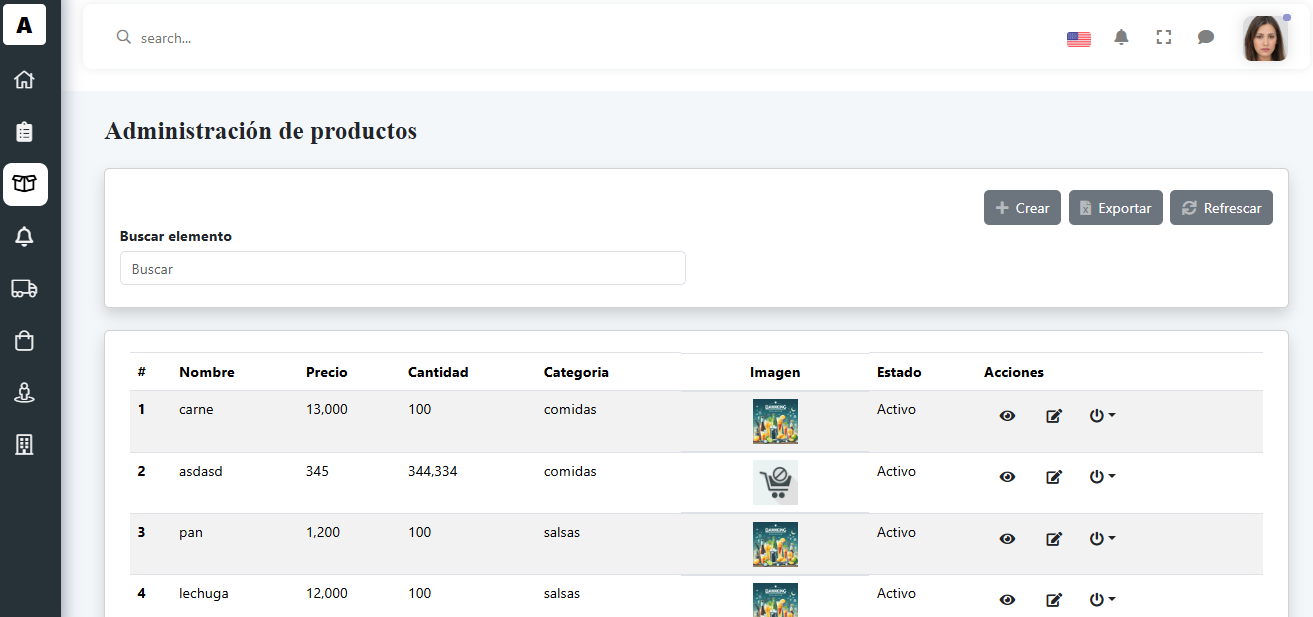 A
search...
Administración de productos
Crear Exportar Refrescar
Buscar elemento
Buscar
# Nombre Precio Cantidad Categoria Imagen Estado Acciones
1 carne 13,000 100 comidas Activo
2 asdasd 345 344,334 comidas Activo
3 pan 1,200 100 salsas Activo
4 lechuga 12,000 100 salsas Activo